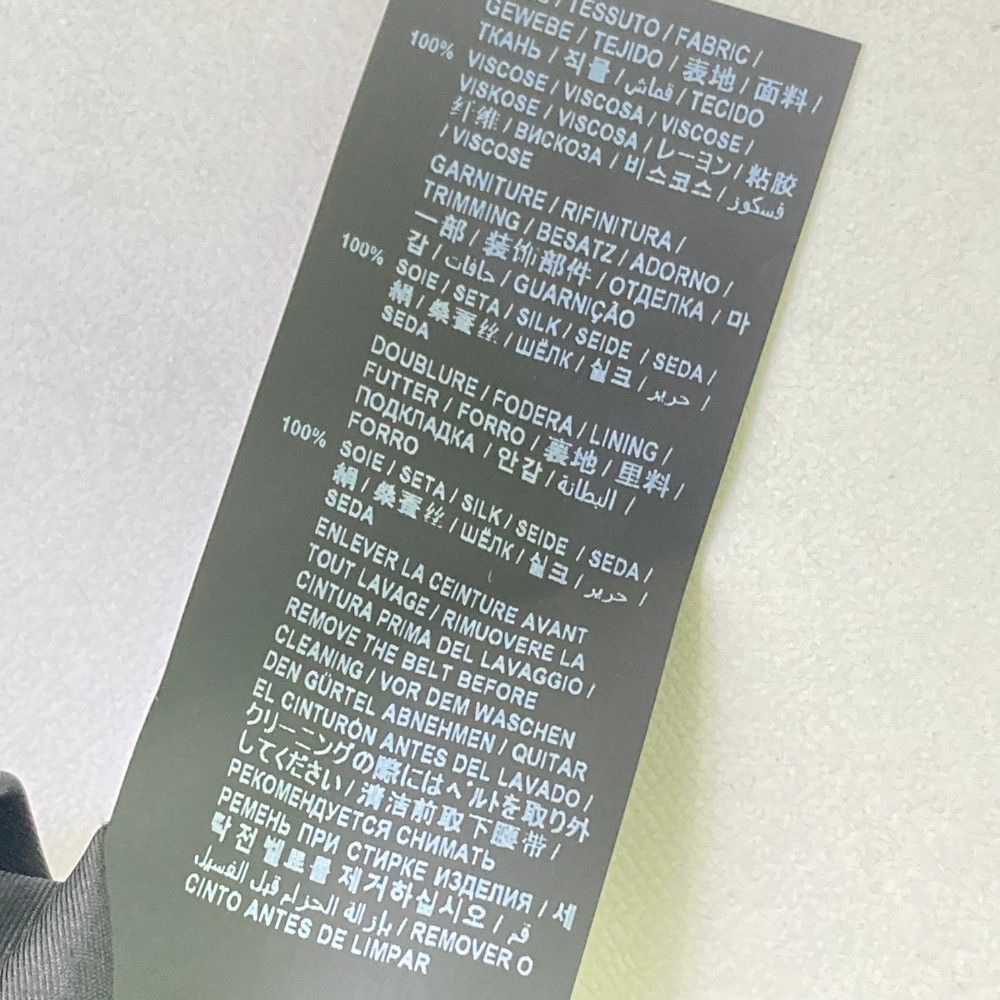 / TESSUTO / FABRIC /
GEWEBE / TEJIDO / 表地 / 面料 /
ТКАНЬ / 직물 / قماش / TECIDO
100% VISCOSE / VISCOSA / VISCOSE /
VISKOSE / VISCOSA / レーヨン / 粘胶
纤维 / ВИСКОЗА / 비스코스 / فسكوز
/ VISCOSE
GARNITURE / RIFINITURA /
TRIMMING / BESATZ / ADORNO /
一部 / 装饰部件 / ОТДЕЛКА / 마
감 / حافات / GUARNIÇÃO
100% SOIE / SETA / SILK / SEIDE / SEDA /
絹 / 桑蚕丝 / ШЁЛК / 실크 / حرير /
SEDA
DOUBLURE / FODERA / LINING /
FUTTER / FORRO / 裏地 / 里料 /
ПОДКЛАДКА / 안감 / البطانة /
FORRO
100% SOIE / SETA / SILK / SEIDE / SEDA /
絹 / 桑蚕丝 / ШЁЛК / 실크 / حرير /
SEDA
ENLEVER LA CEINTURE AVANT
TOUT LAVAGE / RIMUOVERE LA
CINTURA PRIMA DEL LAVAGGIO /
REMOVE THE BELT BEFORE
CLEANING / VOR DEM WASCHEN
DEN GÜRTEL ABNEHMEN / QUITAR
EL CINTURÓN ANTES DEL LAVADO /
クリーニングの際にはベルトを取り外
してください / 清洁前取下腰带 /
РЕКОМЕНДУЕТСЯ СНИМАТЬ
РЕМЕНЬ ПРИ СТИРКЕ ИЗДЕЛИЯ / 세
탁 전 벨트를 제거하십시오 / قم
بإزالة الحزام قبل الغسيل / REMOVER O
CINTO ANTES DE LIMPAR